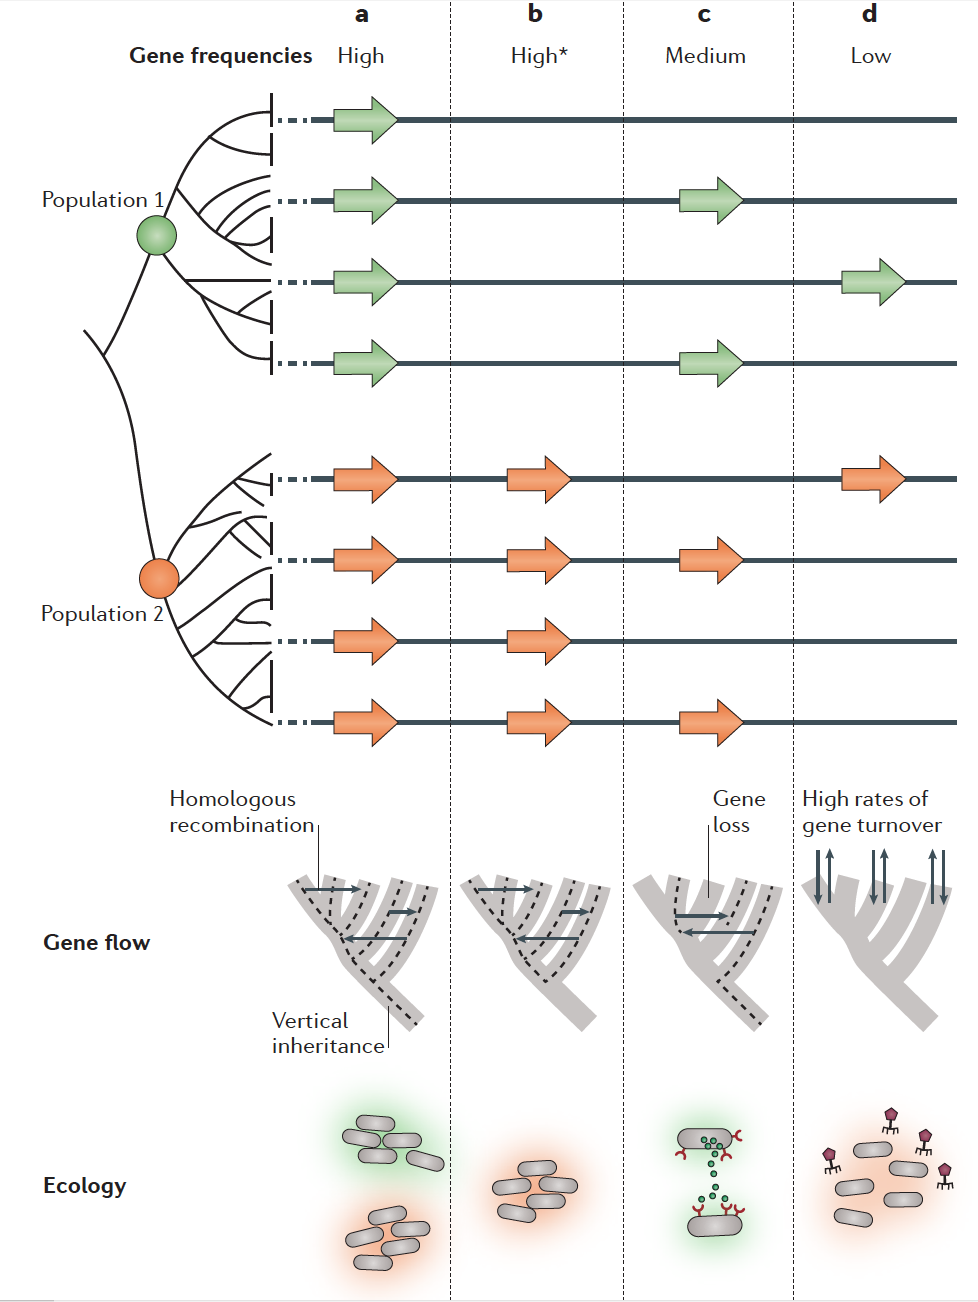 a b c d
Gene frequencies High High* Medium Low
Population 1
Population 2
Homologous
recombination
Gene
loss
High rates of
gene turnover
Gene flow
Vertical
inheritance
Ecology